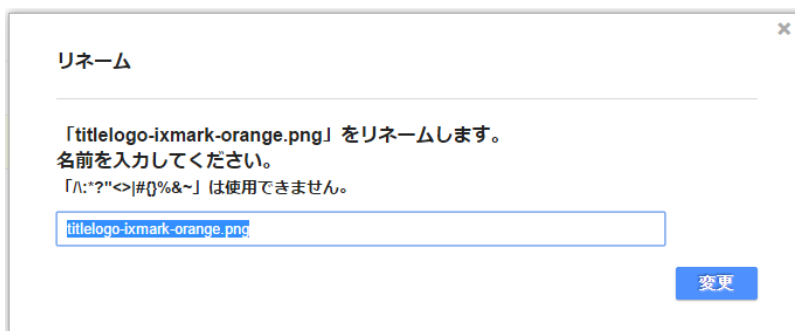 リネーム
「titlelogo-ixmark-orange.png」をリネームします。
名前を入力してください。
「/\:*?"<>|#{}%&~」は使用できません。
titlelogo-ixmark-orange.png
変更